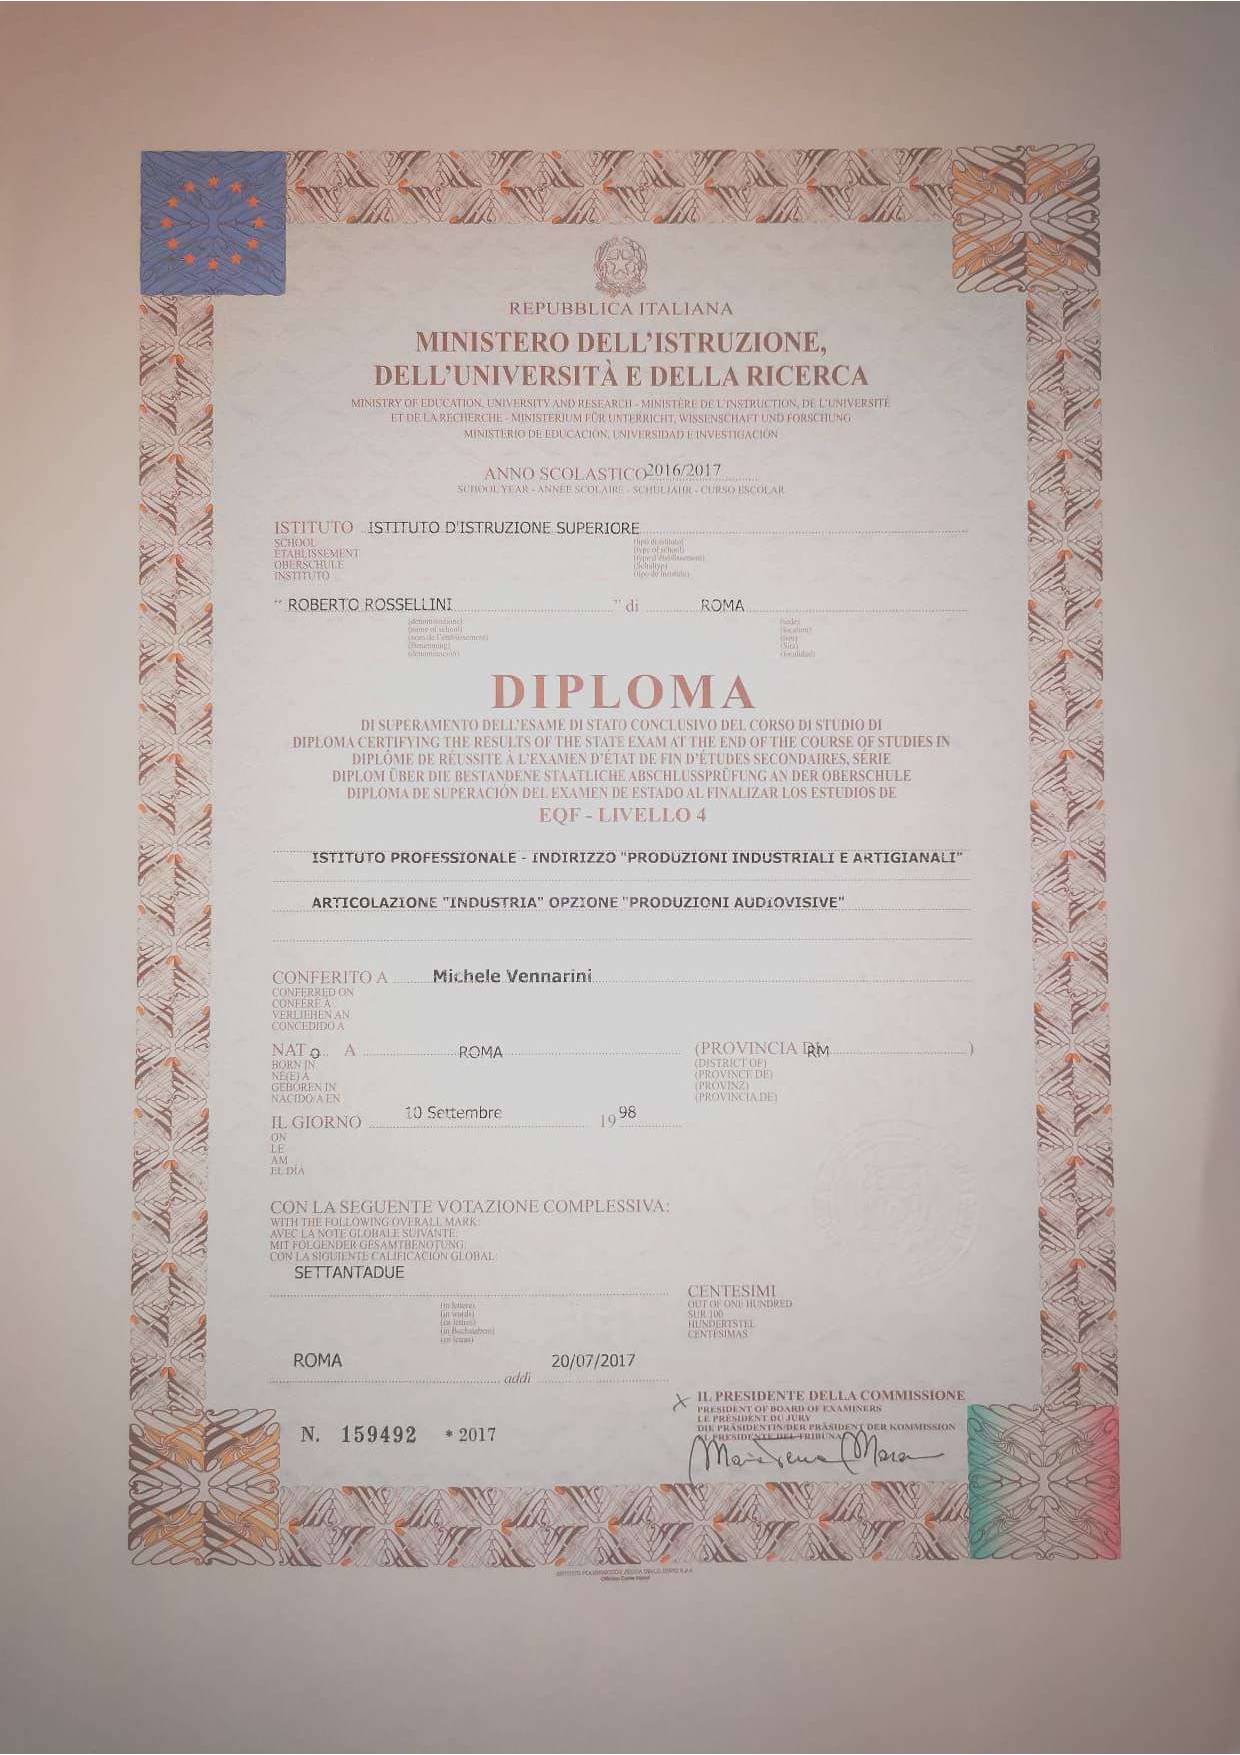 REPUBBLICA ITALIANA
MINISTERO DELL'ISTRUZIONE,
DELL'UNIVERSITÀ E DELLA RICERCA
MINISTRY OF EDUCATION, UNIVERSITY AND RESEARCH - MINISTÈRE DE L'INSTRUCTION, DE L'UNIVERSITÉ
ET DE LA RECHERCHE - MINISTERIUM FÜR UNTERRICHT, WISSENSCHAFT UND FORSCHUNG
MINISTERIO DE EDUCACIÓN, UNIVERSIDAD E INVESTIGACIÓN
ANNO SCOLASTICO 2016/2017
SCHOOL YEAR - ANNÉE SCOLAIRE - SCHULJAHR - CURSO ESCOLAR
ISTITUTO ISTITUTO D'ISTRUZIONE SUPERIORE
SCHOOL
ÉTABLISSEMENT
OBERSCHULE
INSTITUTO
(tipo di istituto)
(type of school)
(type d'établissement)
(Schultyp)
(tipo de instituto)
" ROBERTO ROSSELLINI " di ROMA
(denominazione)
(name of school)
(nom de l'établissement)
(Benennung)
(denominación)
(sede)
(location)
(lieu)
(Sitz)
(localidad)
DIPLOMA
DI SUPERAMENTO DELL'ESAME DI STATO CONCLUSIVO DEL CORSO DI STUDIO DI
DIPLOMA CERTIFYING THE RESULTS OF THE STATE EXAM AT THE END OF THE COURSE OF STUDIES IN
DIPLÔME DE RÉUSSITE À L'EXAMEN D'ÉTAT DE FIN D'ÉTUDES SECONDAIRES, SÉRIE
DIPLOM ÜBER DIE BESTANDENE STAATLICHE ABSCHLUSSPRÜFUNG AN DER OBERSCHULE
DIPLOMA DE SUPERACIÓN DEL EXAMEN DE ESTADO AL FINALIZAR LOS ESTUDIOS DE
EQF - LIVELLO 4
ISTITUTO PROFESSIONALE - INDIRIZZO "PRODUZIONI INDUSTRIALI E ARTIGIANALI"
ARTICOLAZIONE "INDUSTRIA" OPZIONE "PRODUZIONI AUDIOVISIVE"
CONFERITO A Michele Vennarini
CONFERRED ON
CONFÉRÉ A
VERLIEHEN AN
CONCEDIDO A
NATO A ROMA (PROVINCIA DI RM )
BORN IN
NÉ(E) A
GEBOREN IN
NACIDO/A EN
(DISTRICT OF)
(PROVINCE DE)
(PROVINZ)
(PROVINCIA DE)
IL GIORNO 10 Settembre 1998
ON
LE
AM
EL DÍA
CON LA SEGUENTE VOTAZIONE COMPLESSIVA:
WITH THE FOLLOWING OVERALL MARK:
AVEC LA NOTE GLOBALE SUIVANTE:
MIT FOLGENDER GESAMTBENOTUNG:
CON LA SIGUIENTE CALIFICACIÓN GLOBAL:
SETTANTADUE
(in lettere)
(in words)
(en lettres)
(in Buchstaben)
(en letras)
CENTESIMI
OUT OF ONE HUNDRED
SUR 100
HUNDERTSTEL
CENTÉSIMAS
ROMA addì 20/07/2017
X IL PRESIDENTE DELLA COMMISSIONE
PRESIDENT OF BOARD OF EXAMINERS
LE PRÉSIDENT DU JURY
DIE PRÄSIDENTIN/DER PRÄSIDENT DER KOMMISSION
EL PRESIDENTE DEL TRIBUNAL
N. 159492 * 2017